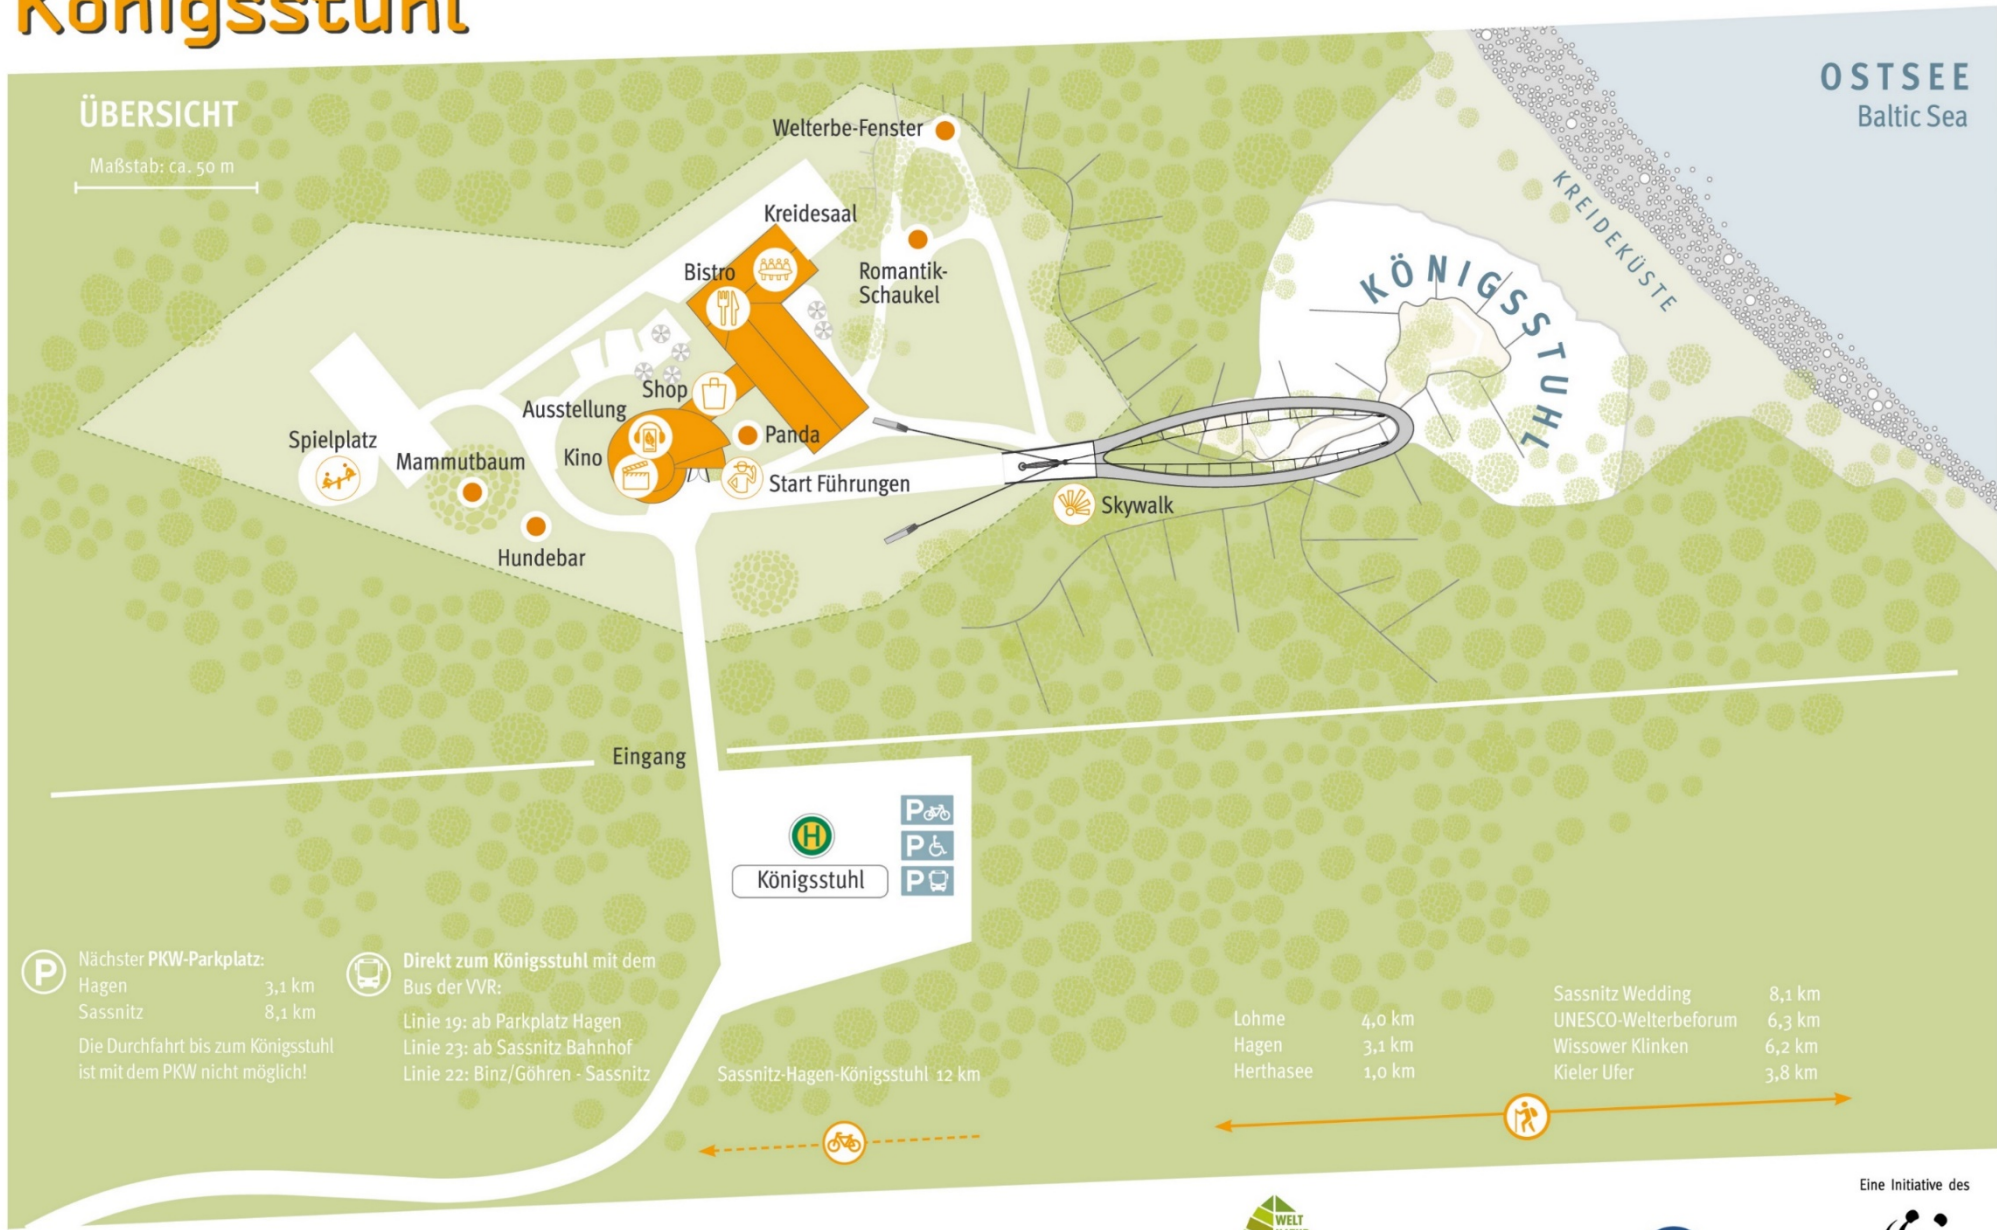 Königsstuhl
ÜBERSICHT
Maßstab: ca. 50 m
OSTSEE
Baltic Sea
KREIDEKÜSTE
KÖNIGSSTUHL
Welterbe-Fenster
Kreidesaal
Bistro
Romantik-
Schaukel
Shop
Ausstellung
Panda
Kino
Spielplatz
Mammutbaum
Start Führungen
Skywalk
Hundebar
Eingang
H
Königsstuhl
P
P
P
P
Nächster PKW-Parkplatz:
Hagen 3,1 km
Sassnitz 8,1 km
Die Durchfahrt bis zum Königsstuhl
ist mit dem PKW nicht möglich!
Direkt zum Königsstuhl mit dem
Bus der VVR:
Linie 19: ab Parkplatz Hagen
Linie 23: ab Sassnitz Bahnhof
Linie 22: Binz/Göhren - Sassnitz
Sassnitz-Hagen-Königsstuhl 12 km
Lohme 4,0 km
Hagen 3,1 km
Herthasee 1,0 km
Sassnitz Wedding 8,1 km
UNESCO-Welterbeforum 6,3 km
Wissower Klinken 6,2 km
Kieler Ufer 3,8 km
Eine Initiative des
WELT